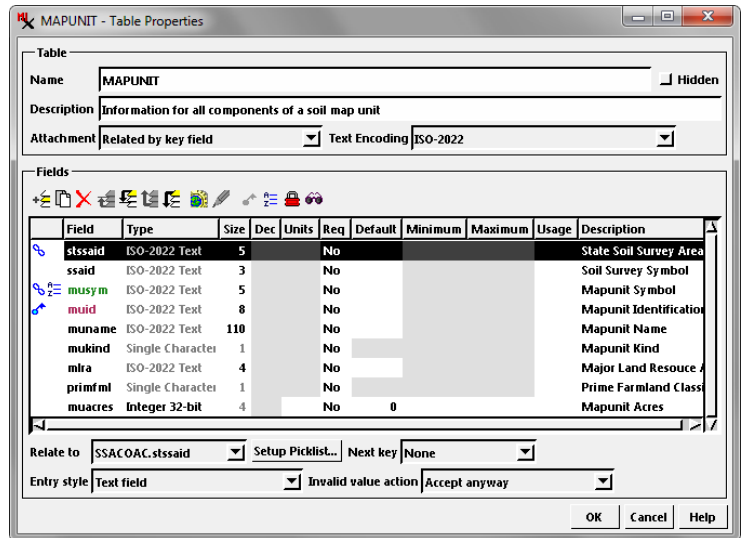 MAPUNIT - Table Properties
Table
Name MAPUNIT Hidden
Description Information for all components of a soil map unit
Attachment Related by key field Text Encoding ISO-2022
Fields
Field Type Size Dec Units Req Default Minimum Maximum Usage Description
stssaid ISO-2022 Text 5 No State Soil Survey Area
ssaid ISO-2022 Text 3 No Soil Survey Symbol
musym ISO-2022 Text 5 No Mapunit Symbol
muid ISO-2022 Text 8 No Mapunit Identification
muname ISO-2022 Text 110 No Mapunit Name
mukind Single Character 1 No Mapunit Kind
mlra ISO-2022 Text 4 No Major Land Resouce A
primfml Single Character 1 No Prime Farmland Classi
muacres Integer 32-bit 4 No 0 Mapunit Acres
Relate to SSACOAC.stssaid Setup Picklist... Next key None
Entry style Text field Invalid value action Accept anyway
OK Cancel Help